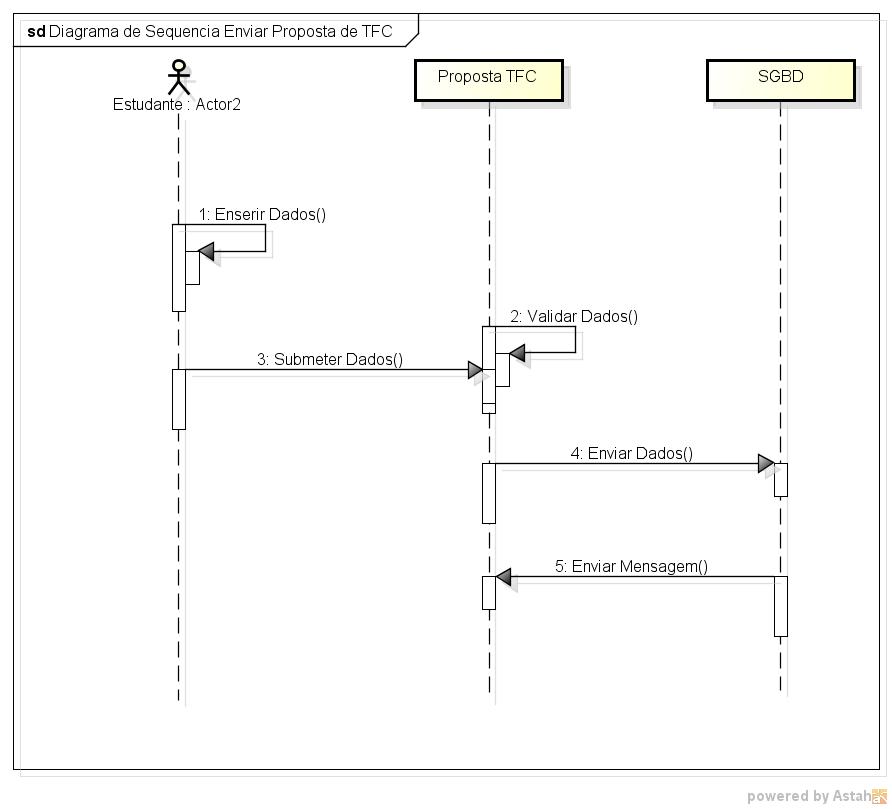 sd Diagrama de Sequencia Enviar Proposta de TFC
Estudante : Actor2
Proposta TFC
SGBD
1: Enserir Dados()
2: Validar Dados()
3: Submeter Dados()
4: Enviar Dados()
5: Enviar Mensagem()
powered by Astah